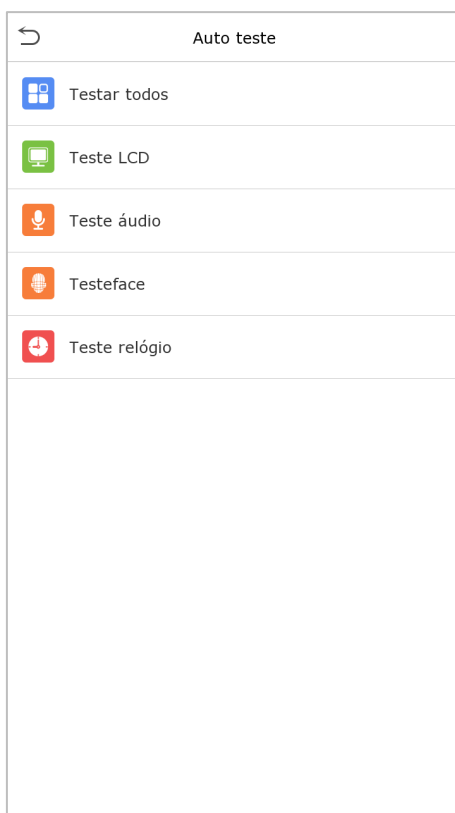 Auto teste
Testar todos
Teste LCD
Teste áudio
Testeface
Teste relógio